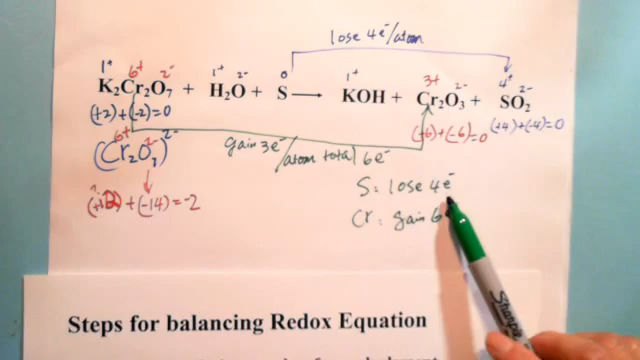 lose 4e⁻/atom
1+ 6+ 2- 1+ 2- 0 1+ 3+ 2- 4+ 2-
K₂Cr₂O₇ + H₂O + S → KOH + Cr₂O₃ + SO₂
(+2)+(-2)=0 (+6)+(-6)=0 (+4)+(-4)=0
6+ 2-
(Cr₂O₇)²⁻ gain 3e⁻/atom total 6e⁻
(+12)+(-14)=-2
S: lose 4e⁻
Cr: gain 6
Sharpie
Steps for balancing Redox Equation